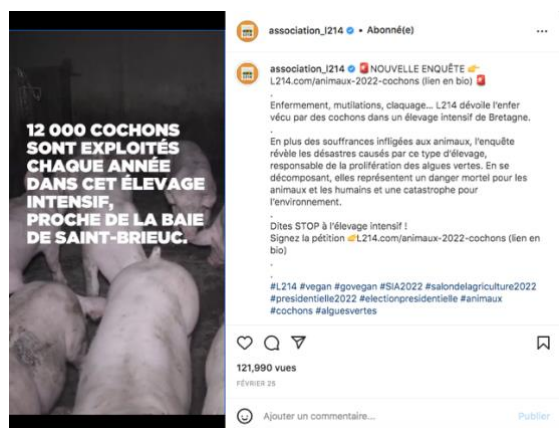 12 000 COCHONS
SONT EXPLOITÉS
CHAQUE ANNÉE
DANS CET ÉLEVAGE
INTENSIF,
PROCHE DE LA BAIE
DE SAINT-BRIEUC.
association_l214 • Abonné(e)
association_l214 🚨NOUVELLE ENQUÊTE 👉
L214.com/animaux-2022-cochons (lien en bio) 🚨
.
Enfermement, mutilations, claquage... L214 dévoile l'enfer
vécu par des cochons dans un élevage intensif de Bretagne.
.
En plus des souffrances infligées aux animaux, l'enquête
révèle les désastres causés par ce type d'élevage,
responsable de la prolifération des algues vertes. En se
décomposant, elles représentent un danger mortel pour les
animaux et les humains et une catastrophe pour
l'environnement.
.
Dites STOP à l'élevage intensif !
Signez la pétition 👉L214.com/animaux-2022-cochons (lien en
bio)
.
.
#L214 #vegan #govegan #SIA2022 #salondelagriculture2022
#presidentielle2022 #electionpresidentielle #animaux
#cochons #alguesvertes
121,990 vues
FÉVRIER 25
Ajouter un commentaire... Publier